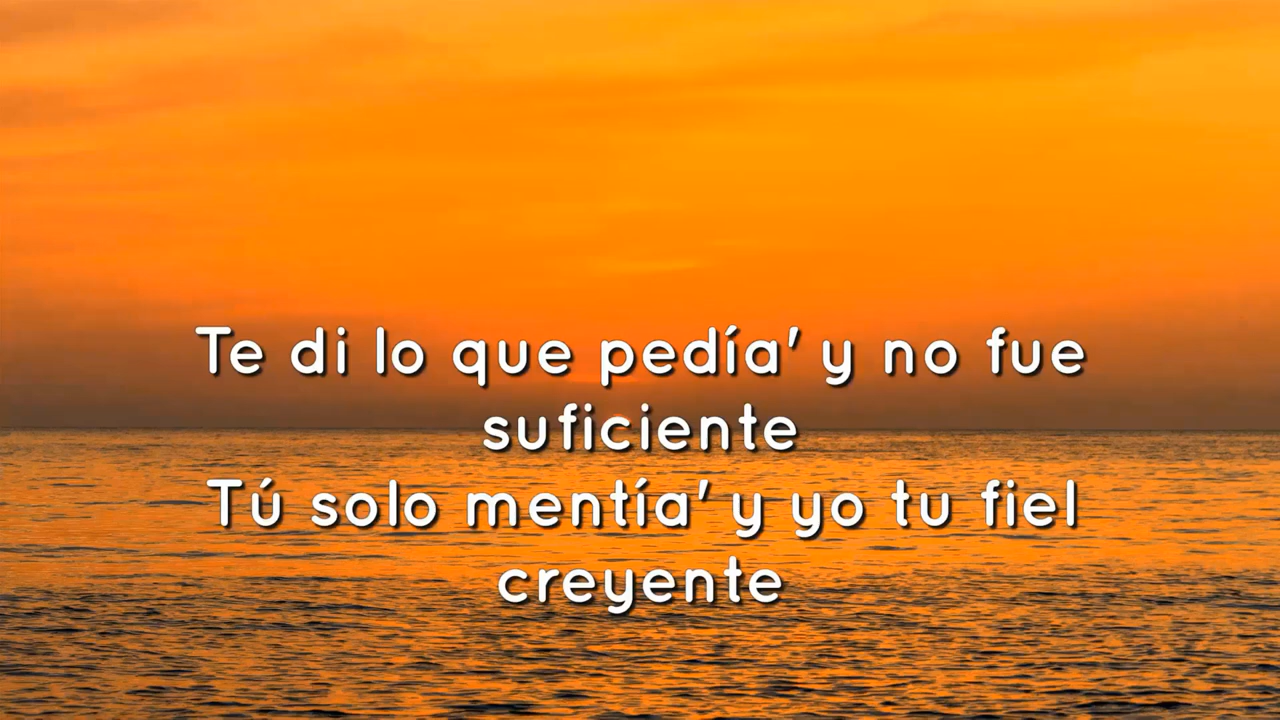 Te di lo que pedía' y no fue
suficiente
Tú solo mentía' y yo tu fiel
creyente